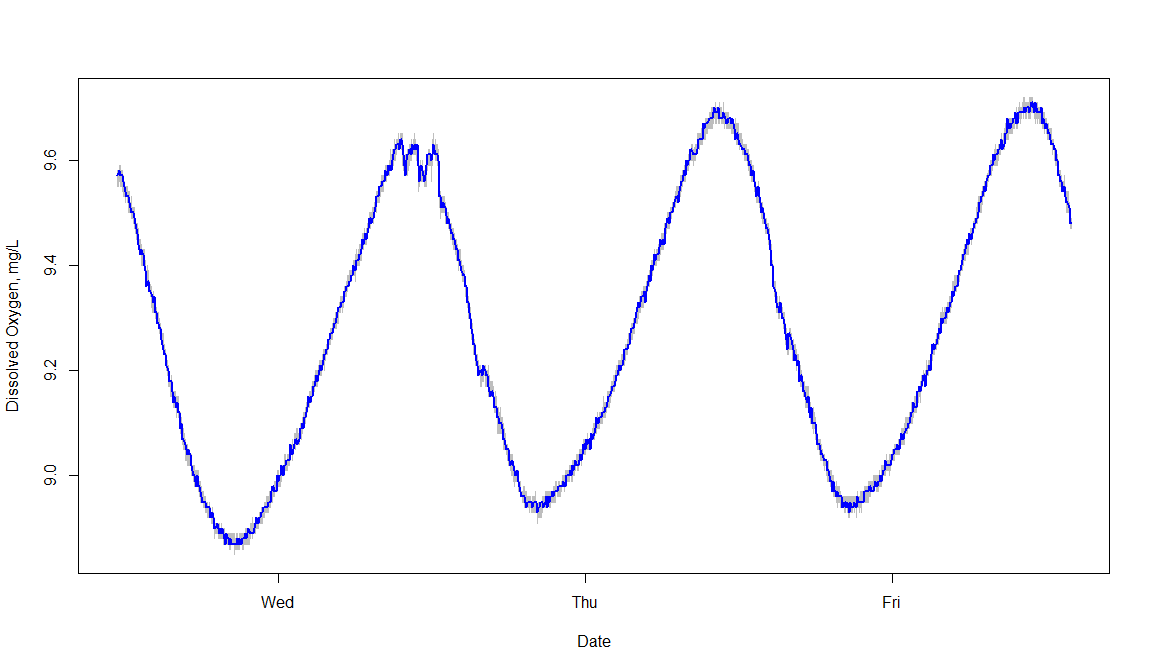 Dissolved Oxygen, mg/L
9.6
9.4
9.2
9.0
Wed Thu Fri
Date